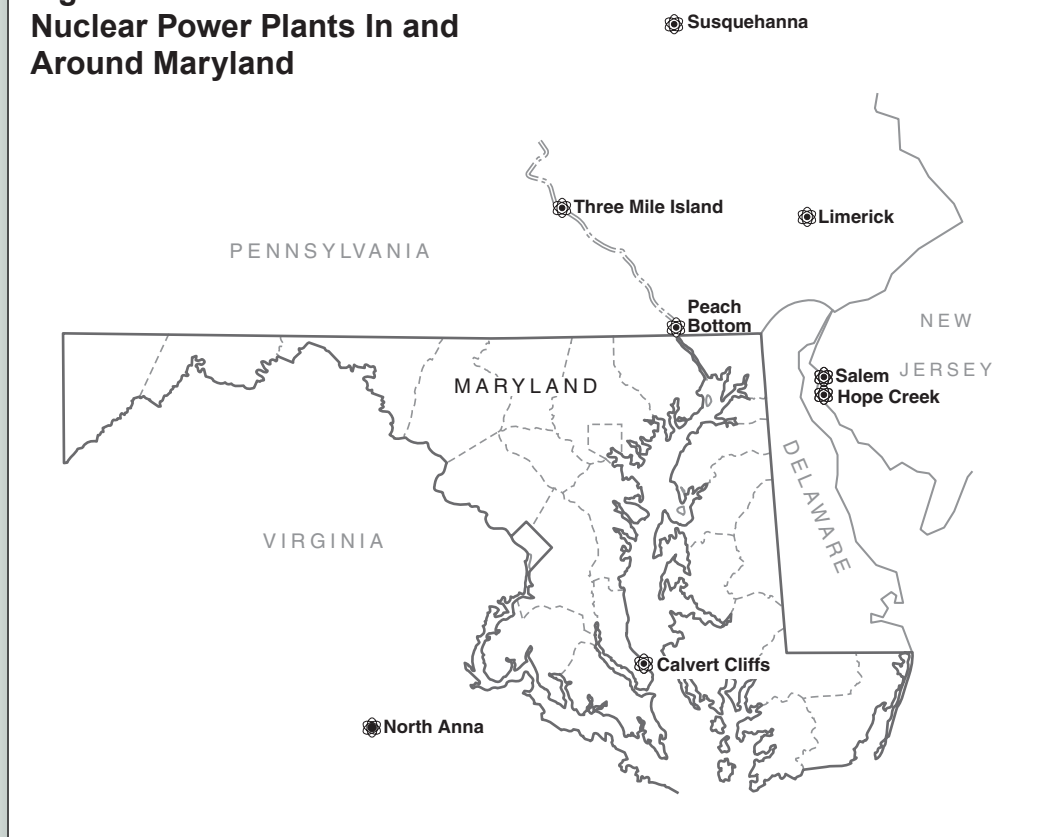 Nuclear Power Plants In and
Around Maryland
Susquehanna
Three Mile Island
Limerick
PENNSYLVANIA
Peach
Bottom
NEW
JERSEY
Salem
Hope Creek
MARYLAND
DELAWARE
VIRGINIA
Calvert Cliffs
North Anna